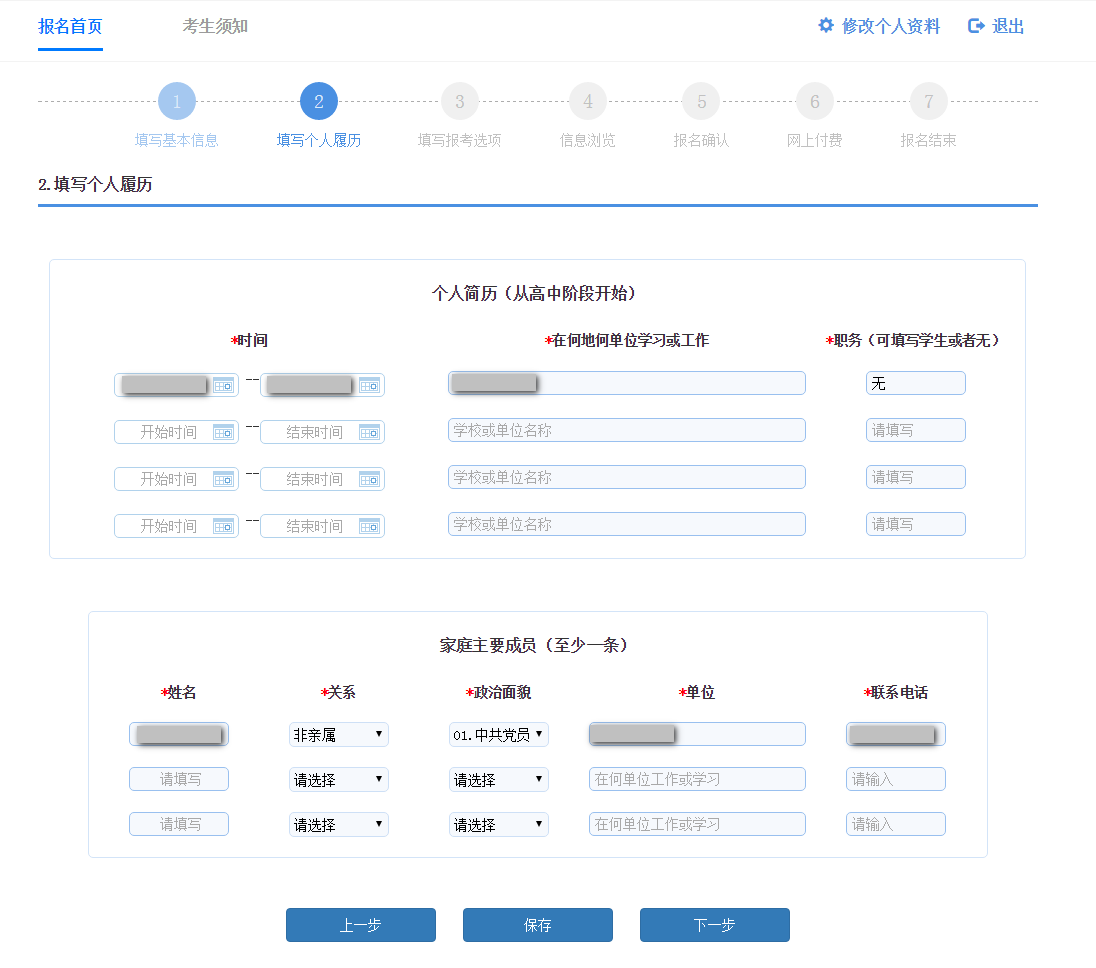 报名首页 考生须知 修改个人资料 退出
1 2 3 4 5 6 7
填写基本信息 填写个人履历 填写报考选项 信息浏览 报名确认 网上付费 报名结束
2.填写个人履历
个人简历（从高中阶段开始）
*时间 *在何地何单位学习或工作 *职务（可填写学生或者无）
-- 无
开始时间 -- 结束时间 学校或单位名称 请填写
开始时间 -- 结束时间 学校或单位名称 请填写
开始时间 -- 结束时间 学校或单位名称 请填写
家庭主要成员（至少一条）
*姓名 *关系 *政治面貌 *单位 *联系电话
非亲属 01.中共党员
请填写 请选择 请选择 在何单位工作或学习 请输入
请填写 请选择 请选择 在何单位工作或学习 请输入
上一步 保存 下一步